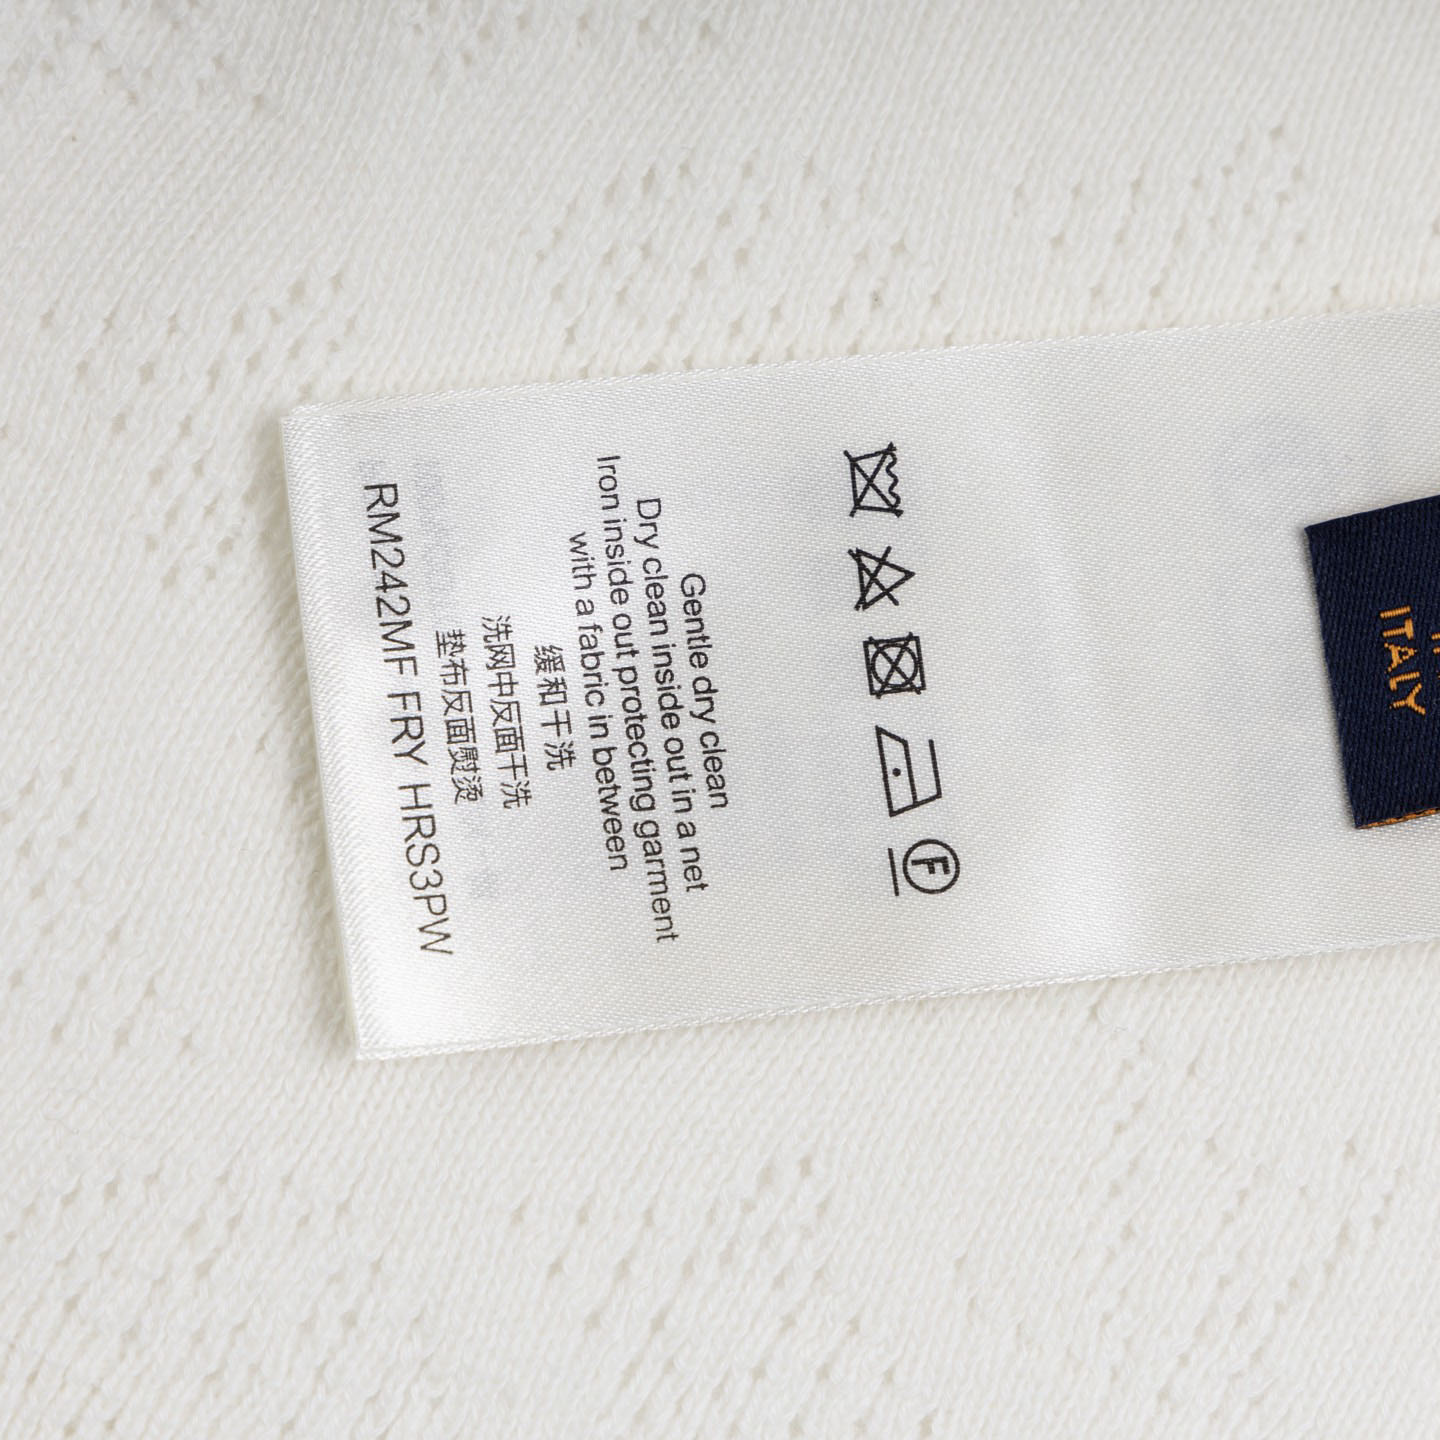 Gentle dry clean
Dry clean inside out in a net
Iron inside out protecting garment
with a fabric in between
缓和干洗
洗网中反面干洗
垫布反面熨烫
RM242MF FRY HRS3PW
F
ITALY